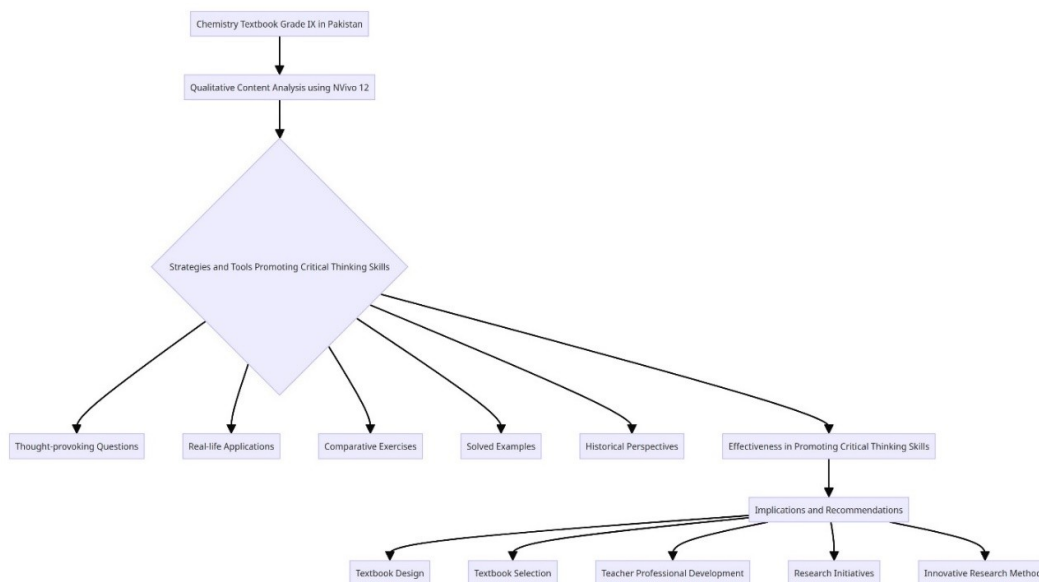 Chemistry Textbook Grade IX in Pakistan
Qualitative Content Analysis using NVivo 12
Strategies and Tools Promoting Critical Thinking Skills
Thought-provoking Questions
Real-life Applications
Comparative Exercises
Solved Examples
Historical Perspectives
Effectiveness in Promoting Critical Thinking Skills
Implications and Recommendations
Textbook Design
Textbook Selection
Teacher Professional Development
Research Initiatives
Innovative Research Method